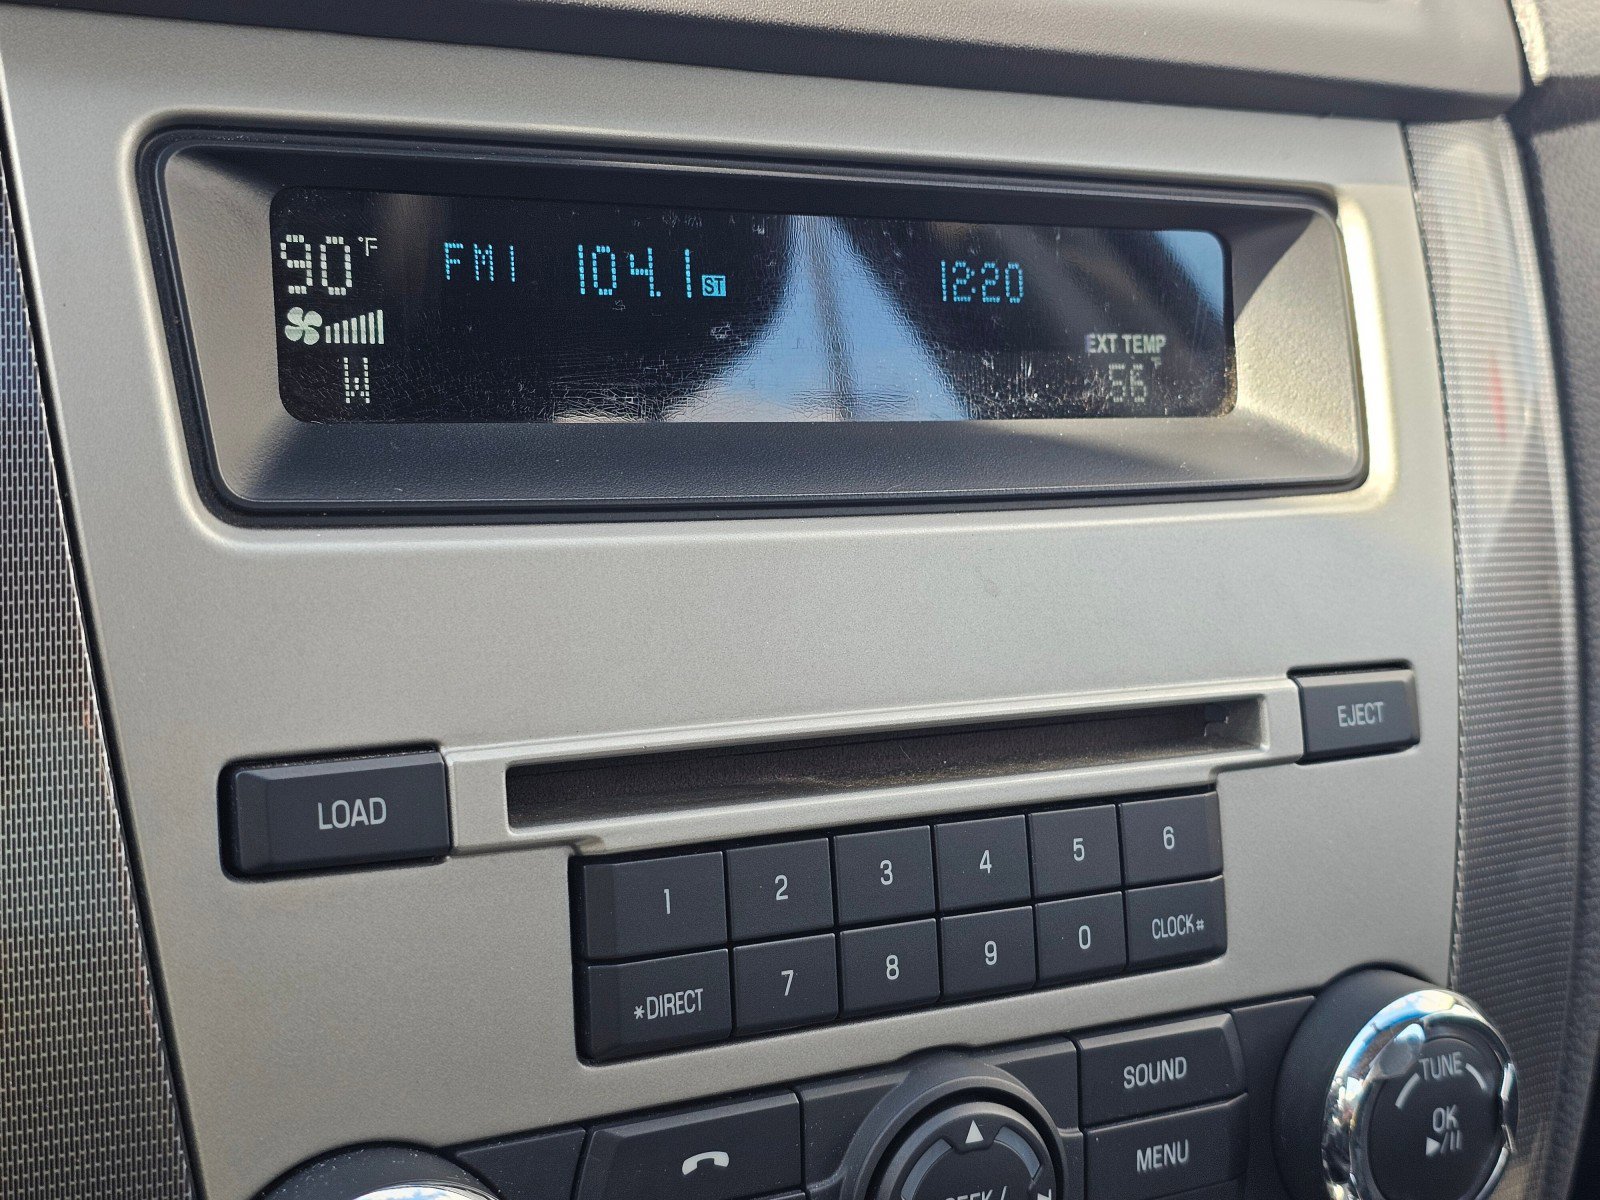 90°F FM1 104.1 ST 12:20
EXT TEMP
W 56°F
LOAD EJECT
1 2 3 4 5 6
*DIRECT 7 8 9 0 CLOCK#
SOUND
TUNE
OK
MENU
SEEK/